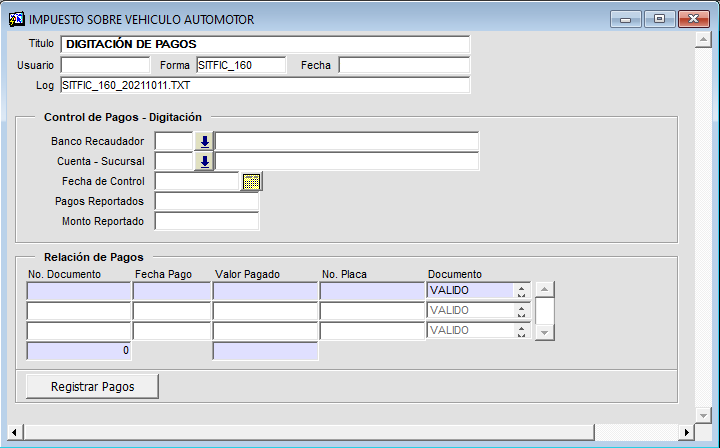 IMPUESTO SOBRE VEHICULO AUTOMOTOR
Título DIGITACIÓN DE PAGOS
Usuario Forma SITFIC_160 Fecha
Log SITFIC_160_20211011.TXT
Control de Pagos - Digitación
Banco Recaudador
Cuenta - Sucursal
Fecha de Control
Pagos Reportados
Monto Reportado
Relación de Pagos
No. Documento Fecha Pago Valor Pagado No. Placa Documento
VALIDO
VALIDO
VALIDO
0
Registrar Pagos